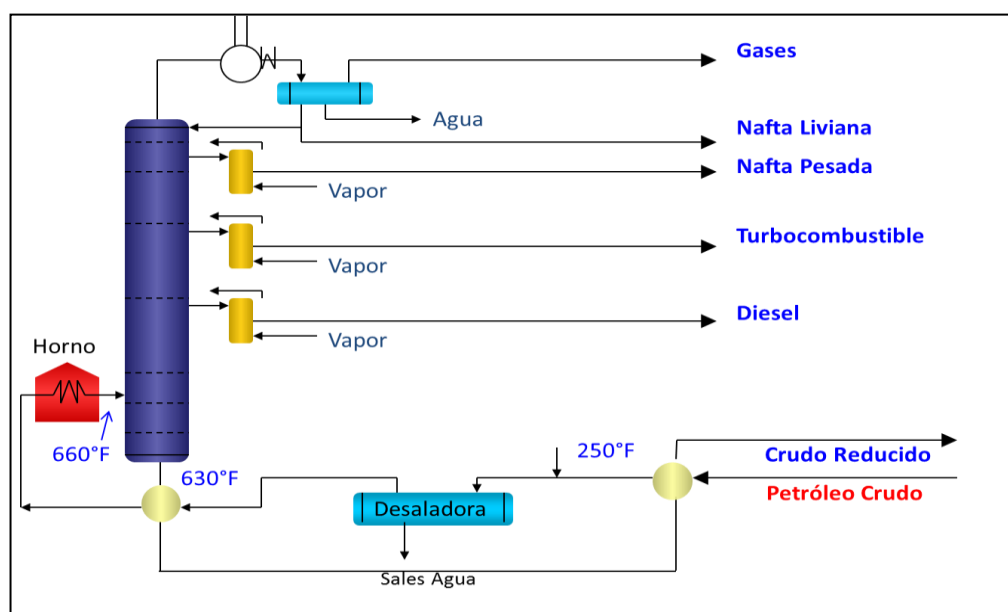 Gases
Agua
Nafta Liviana
Nafta Pesada
Vapor
Turbocombustible
Vapor
Diesel
Vapor
Horno
660°F
630°F
250°F
Crudo Reducido
Petróleo Crudo
Desaladora
Sales Agua